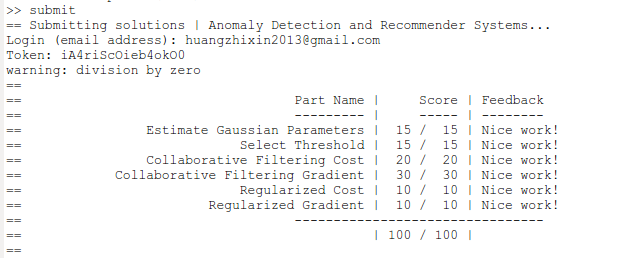 >> submit
== Submitting solutions | Anomaly Detection and Recommender Systems...
Login (email address): huangzhixin2013@gmail.com
Token: iA4riScOieb4okO0
warning: division by zero
==
== Part Name | Score | Feedback
== --------- | ----- | --------
== Estimate Gaussian Parameters | 15 / 15 | Nice work!
== Select Threshold | 15 / 15 | Nice work!
== Collaborative Filtering Cost | 20 / 20 | Nice work!
== Collaborative Filtering Gradient | 30 / 30 | Nice work!
== Regularized Cost | 10 / 10 | Nice work!
== Regularized Gradient | 10 / 10 | Nice work!
== --------------------------------
== | 100 / 100 |
==